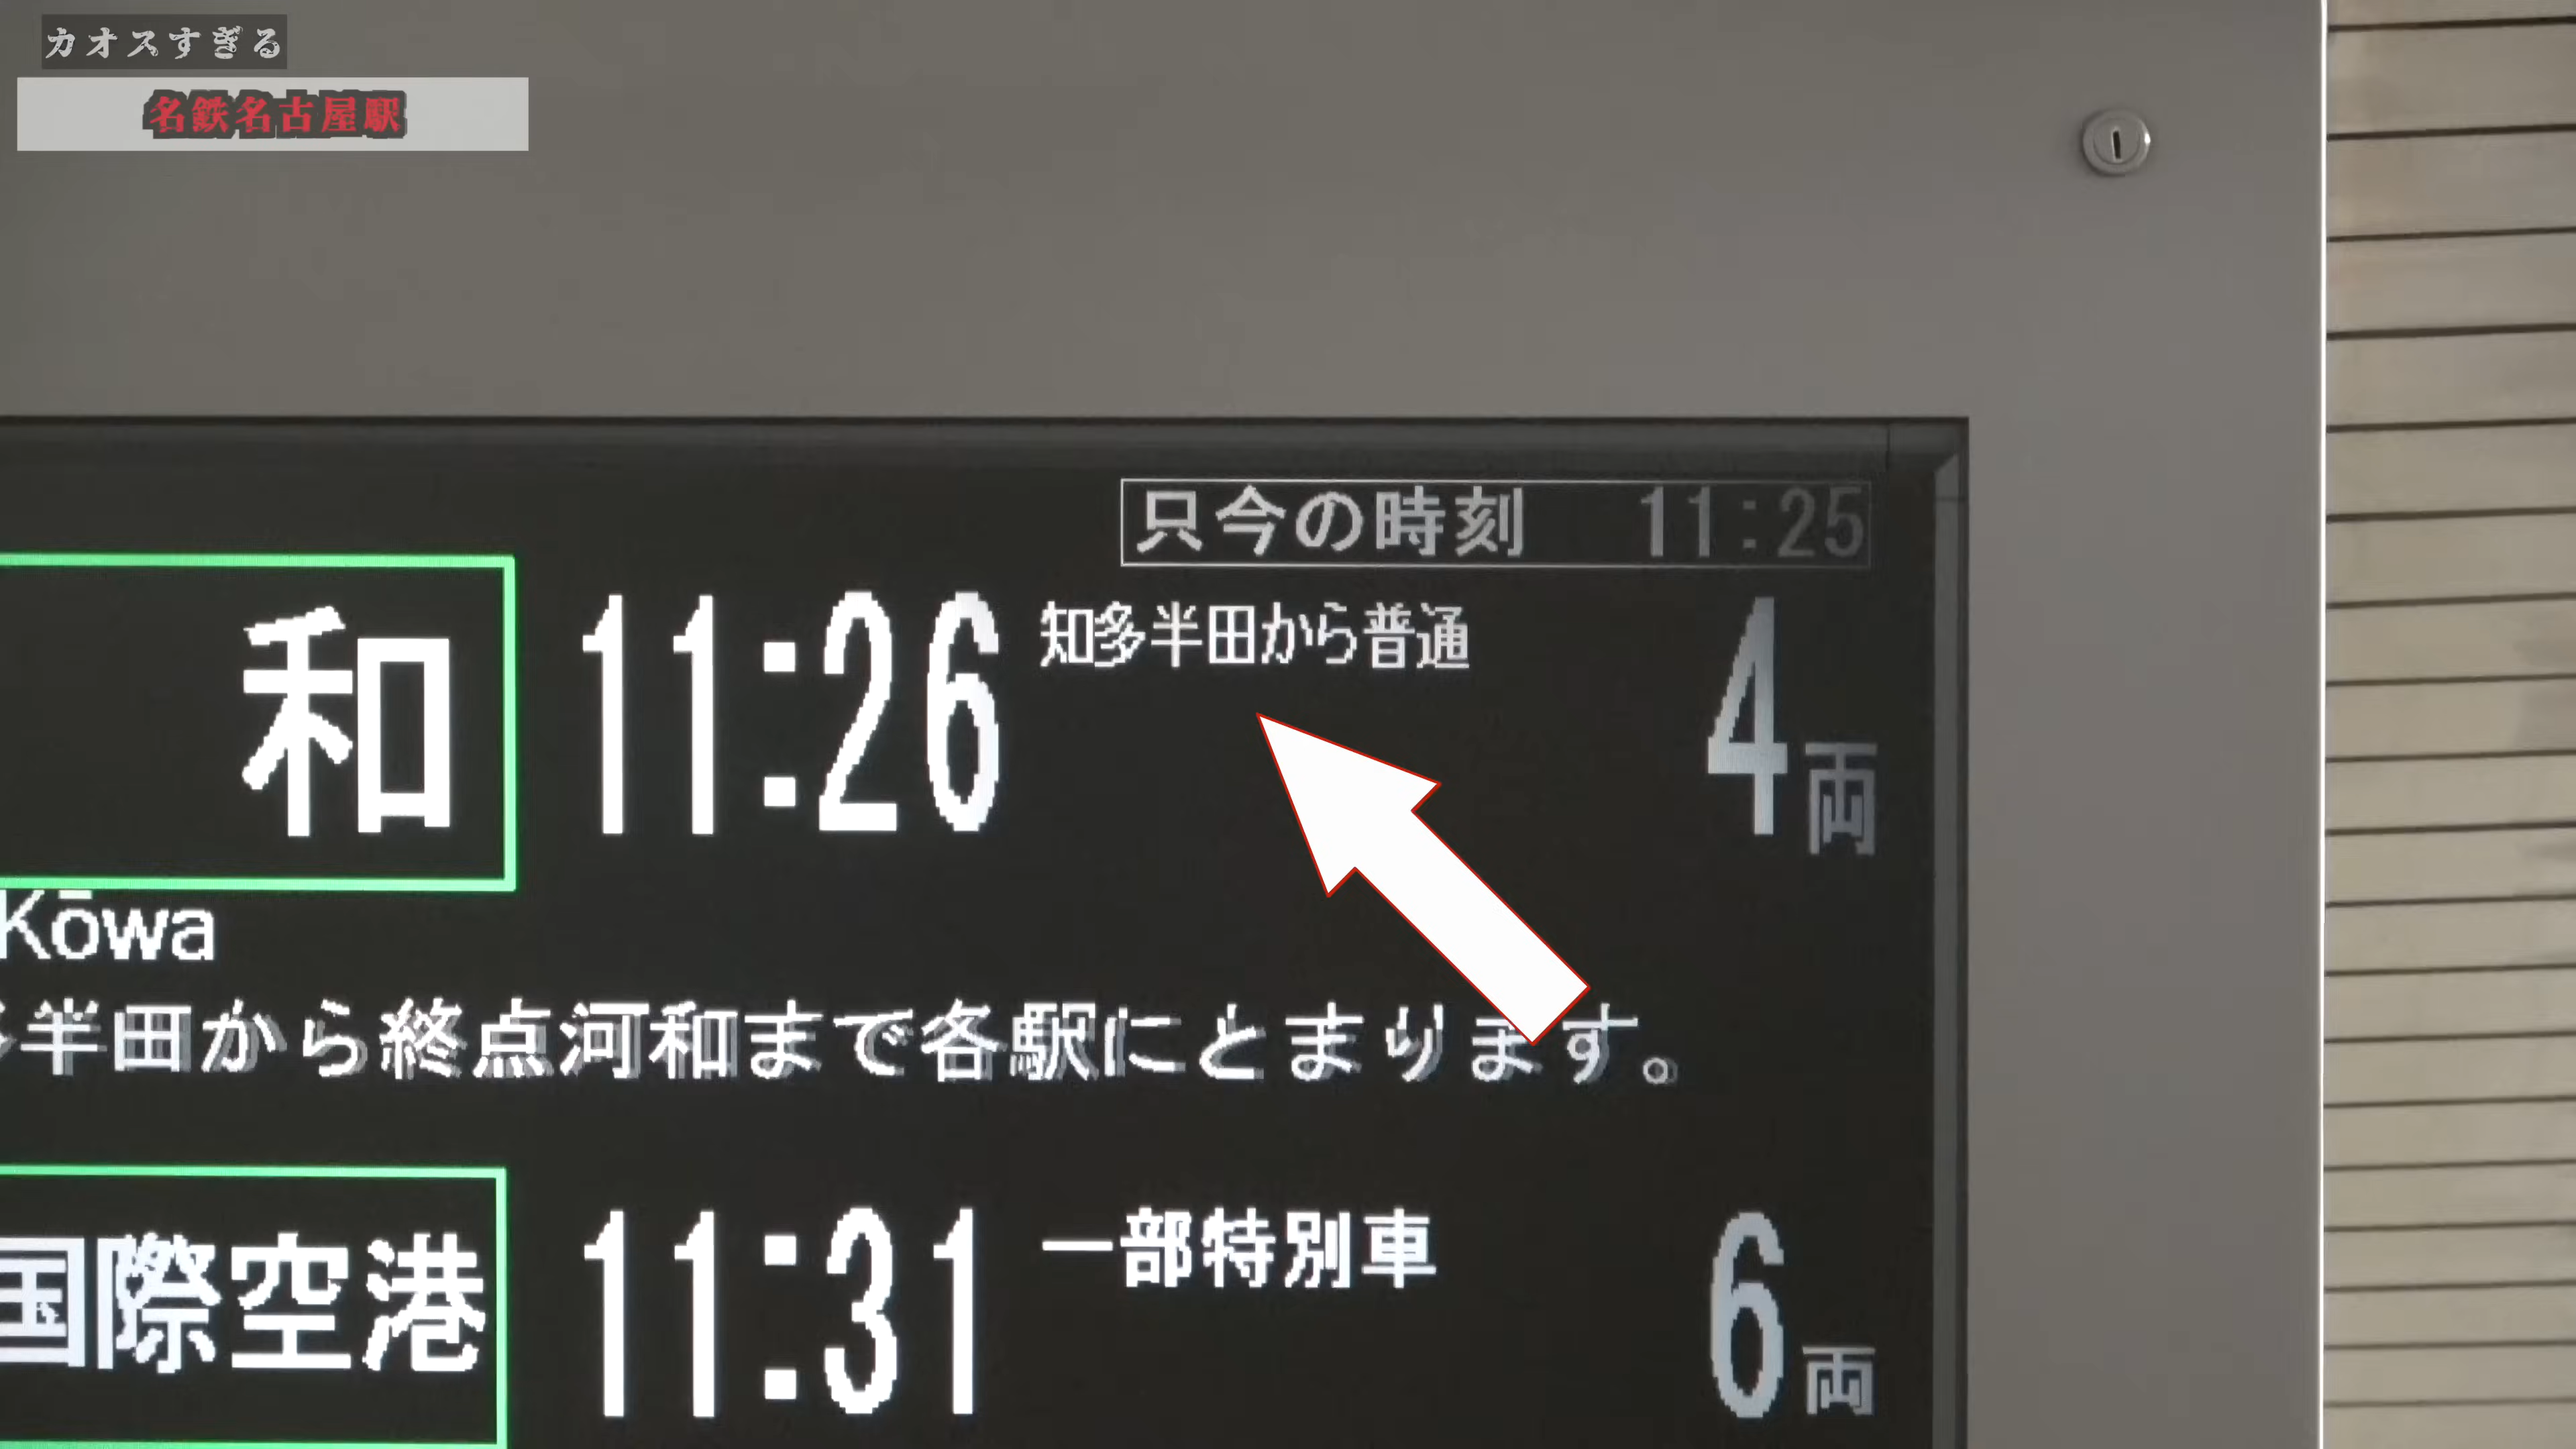 カオスすぎる
名鉄名古屋駅
只今の時刻 11:25
和 11:26 知多半田から普通 4両
Kōwa
半田から終点河和まで各駅にとまります。
国際空港 11:31 一部特別車 6両